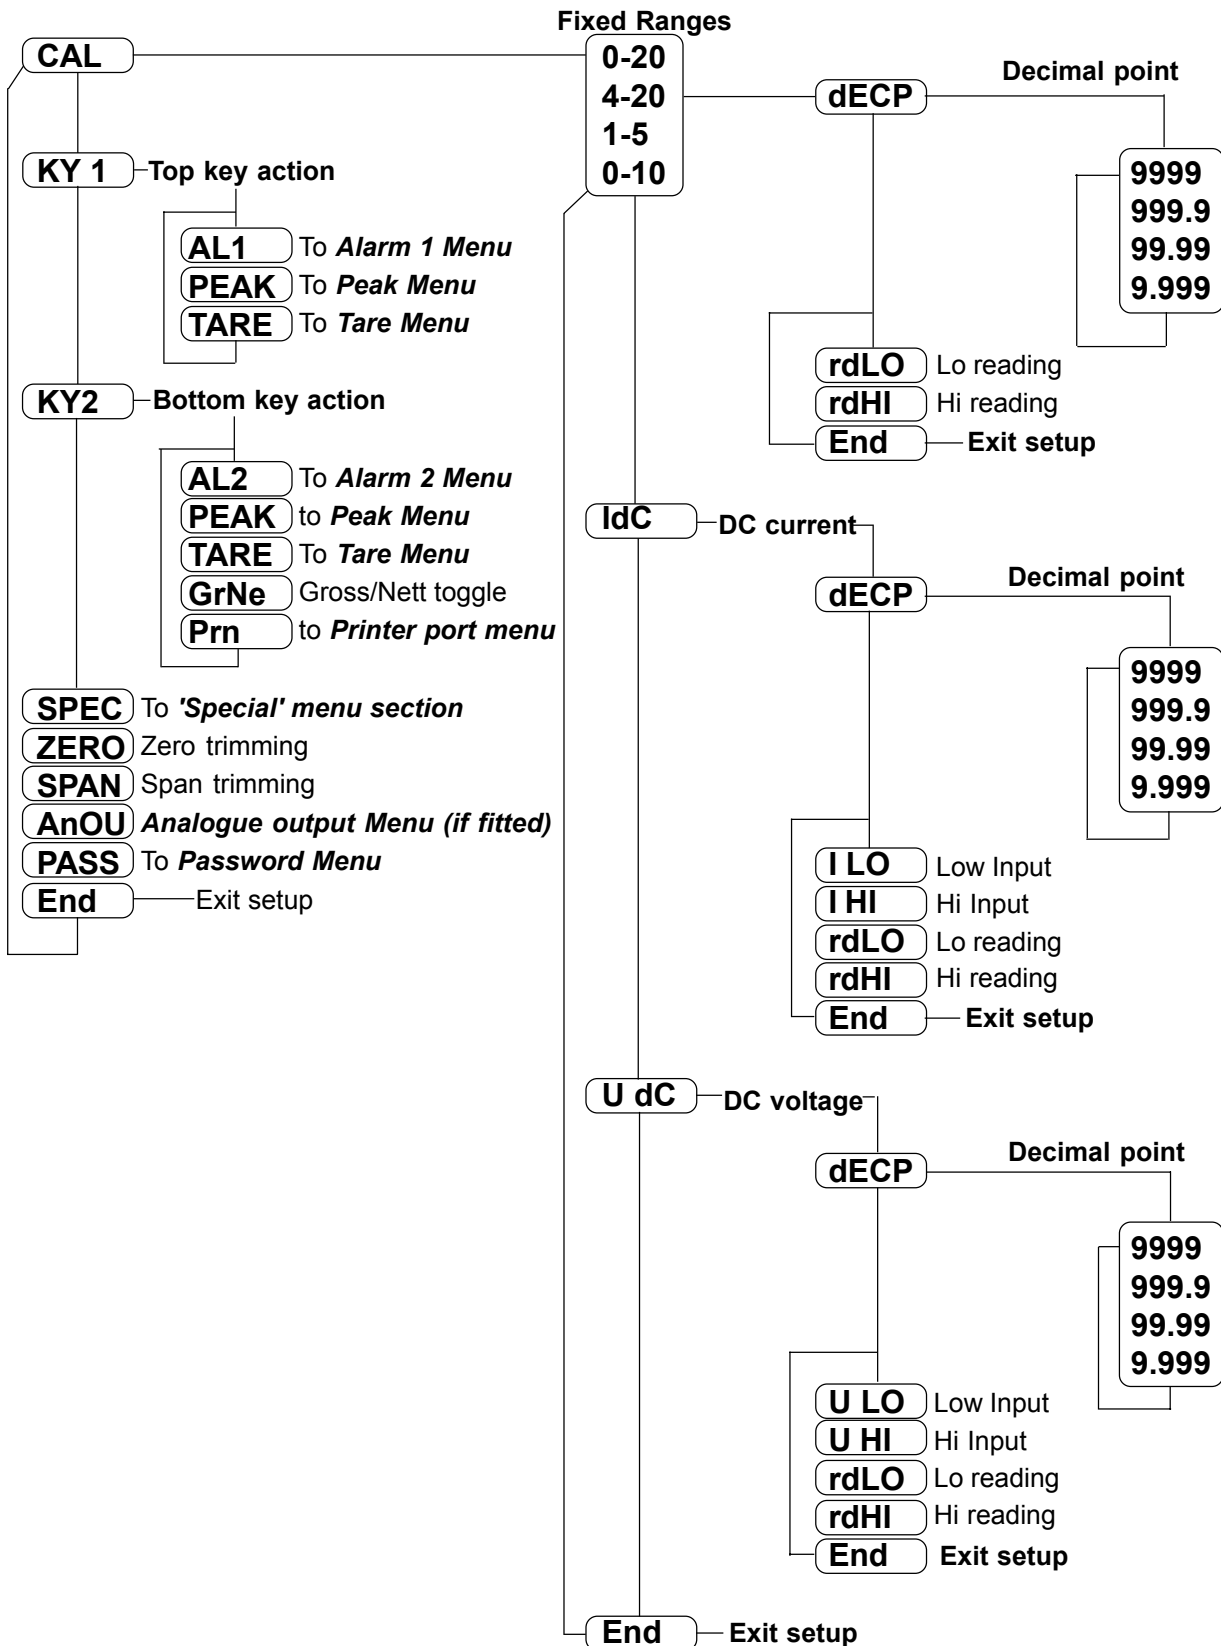 CAL
KY 1 Top key action
AL1 To Alarm 1 Menu
PEAK To Peak Menu
TARE To Tare Menu
KY2 Bottom key action
AL2 To Alarm 2 Menu
PEAK to Peak Menu
TARE To Tare Menu
GrNe Gross/Nett toggle
Prn to Printer port menu
SPEC To 'Special' menu section
ZERO Zero trimming
SPAN Span trimming
AnOU Analogue output Menu (if fitted)
PASS To Password Menu
End Exit setup
Fixed Ranges
0-20
4-20
1-5
0-10
dECP
Decimal point
9999
999.9
99.99
9.999
rdLO Lo reading
rdHI Hi reading
End Exit setup
IdC DC current
dECP
Decimal point
9999
999.9
99.99
9.999
I LO Low Input
I HI Hi Input
rdLO Lo reading
rdHI Hi reading
End Exit setup
U dC DC voltage
dECP
Decimal point
9999
999.9
99.99
9.999
U LO Low Input
U HI Hi Input
rdLO Lo reading
rdHI Hi reading
End Exit setup
End Exit setup